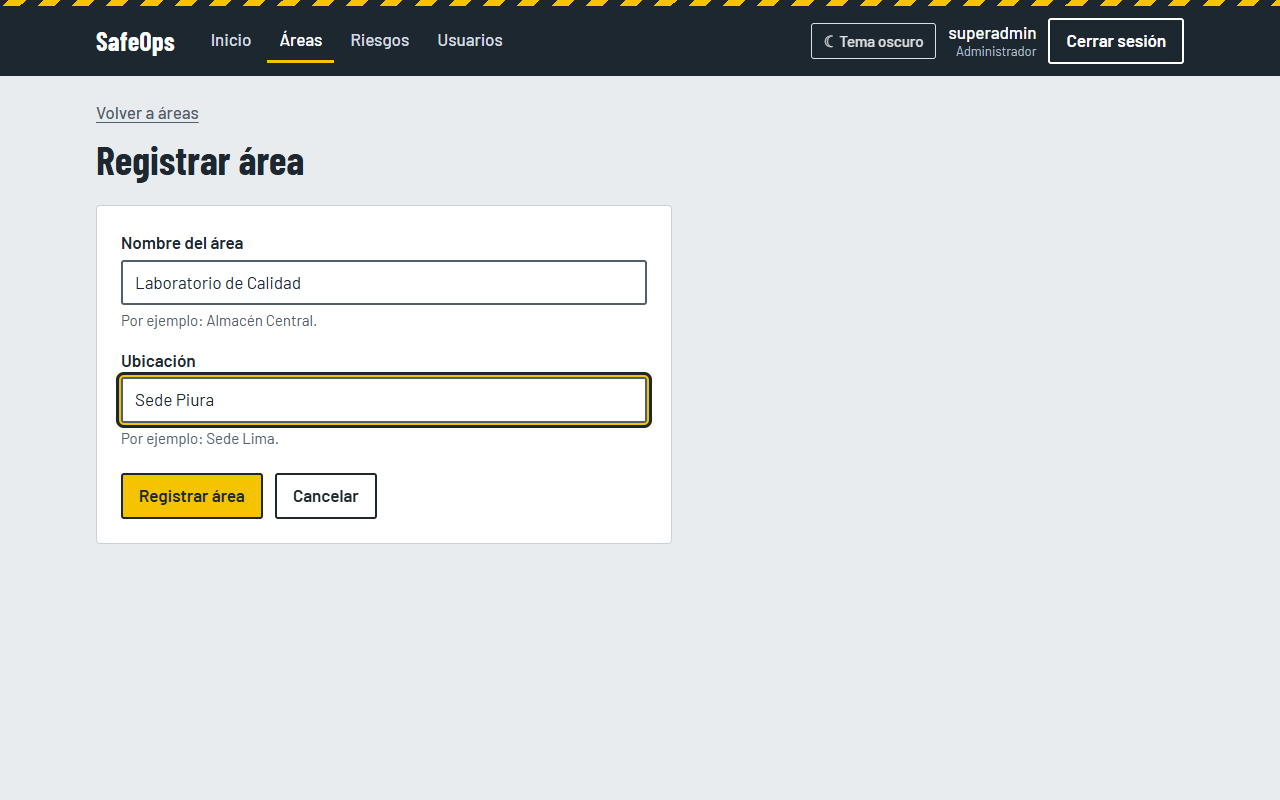 SafeOps Inicio Áreas Riesgos Usuarios ☾ Tema oscuro superadmin Cerrar sesión
Administrador
Volver a áreas
Registrar área
Nombre del área
Laboratorio de Calidad
Por ejemplo: Almacén Central.
Ubicación
Sede Piura
Por ejemplo: Sede Lima.
Registrar área Cancelar